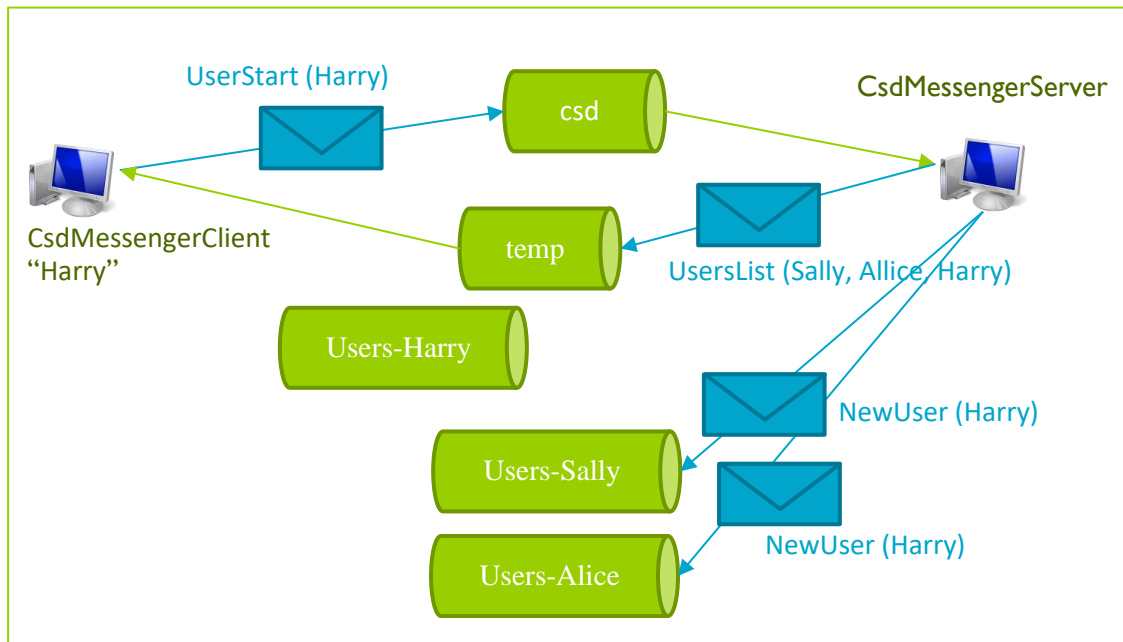 UserStart (Harry)
csd
CsdMessengerServer
CsdMessengerClient
“Harry”
temp
UsersList (Sally, Allice, Harry)
Users-Harry
NewUser (Harry)
Users-Sally
NewUser (Harry)
Users-Alice